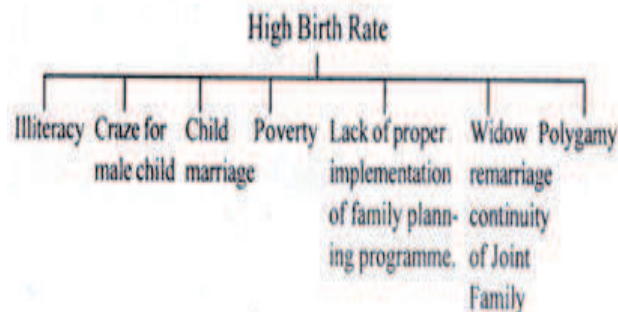 High Birth Rate
Illiteracy Craze for Child Poverty Lack of proper Widow Polygamy
male child marriage implementation remarriage
of family plann- continuity
ing programme. of Joint
Family